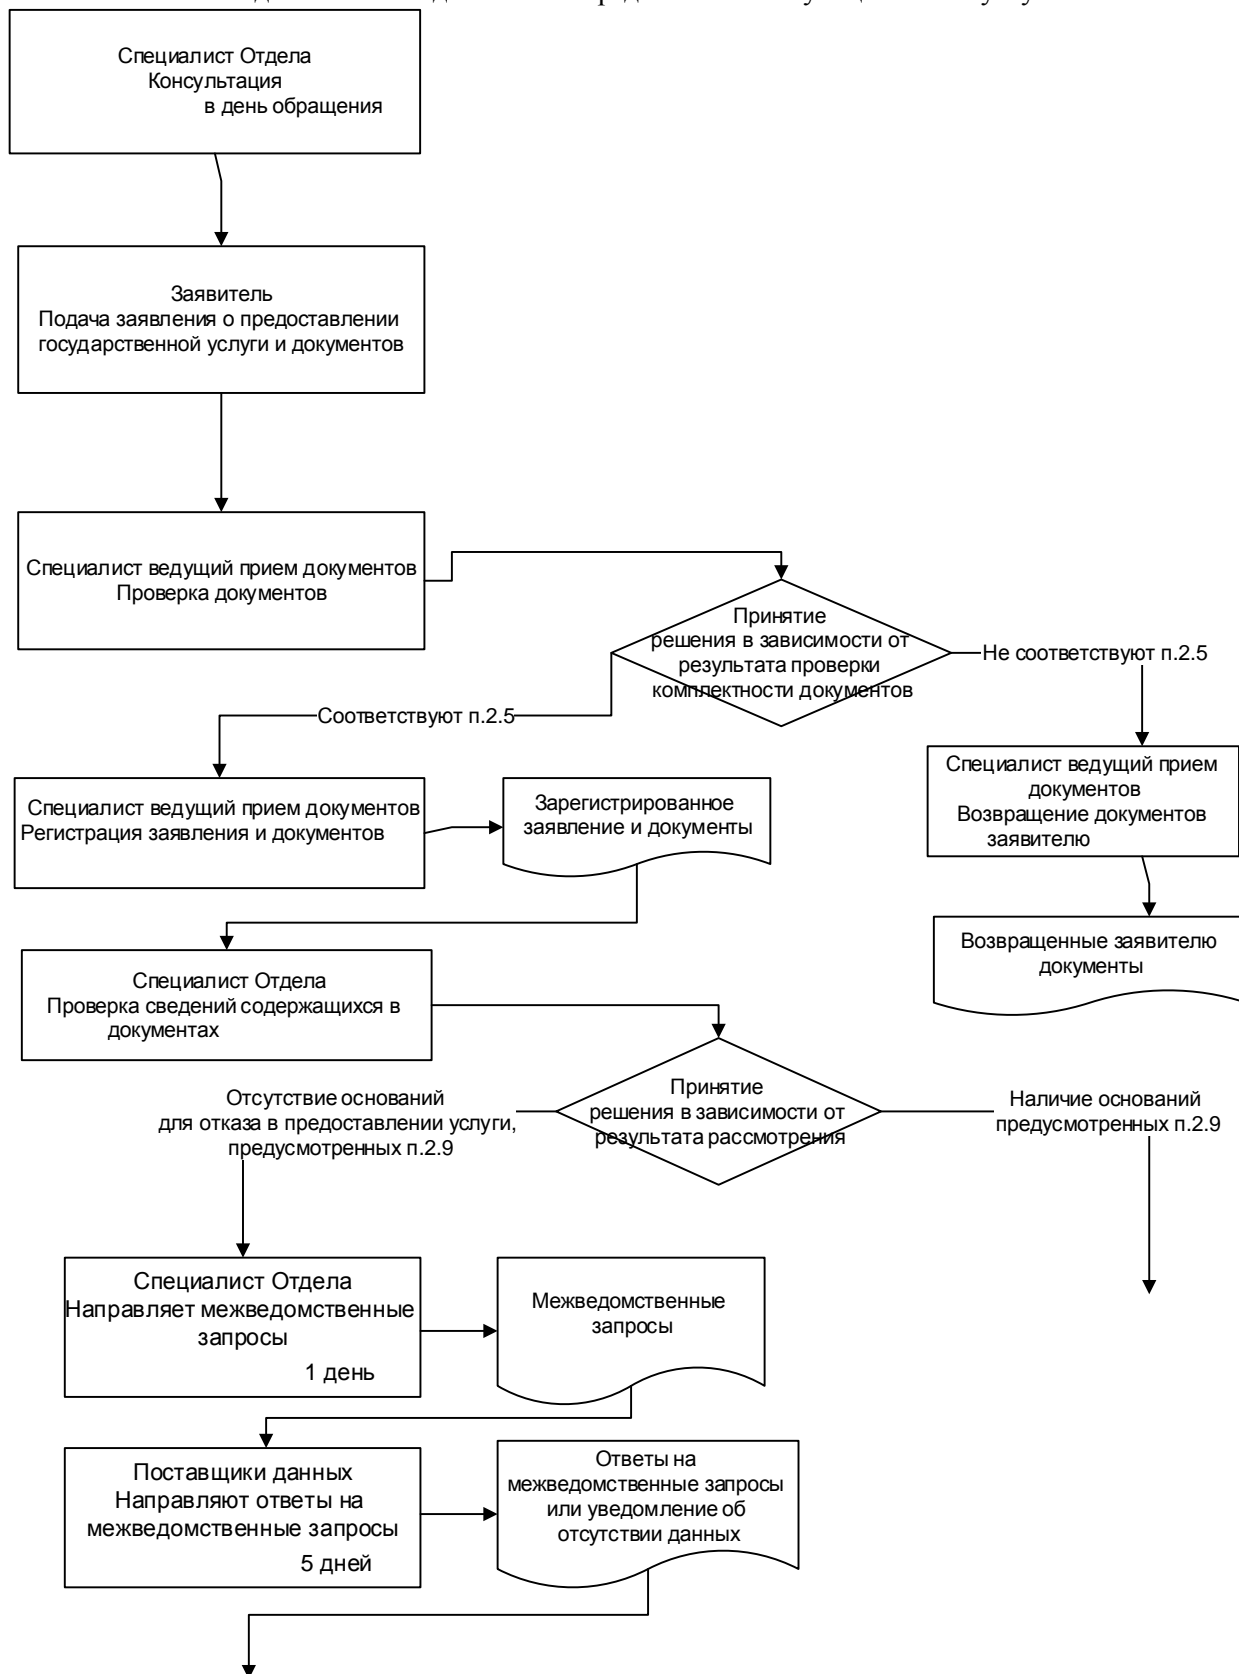 Специалист Отдела
Консультация
в день обращения
Заявитель
Подача заявления о предоставлении
государственной услуги и документов
Специалист ведущий прием документов
Проверка документов
Принятие
решения в зависимости от
результата проверки
комплектности документов
Не соответствуют п.2.5
Соответствуют п.2.5
Специалист ведущий прием
документов
Возвращение документов
заявителю
Специалист ведущий прием документов
Регистрация заявления и документов
Зарегистрированное
заявление и документы
Возвращенные заявителю
документы
Специалист Отдела
Проверка сведений содержащихся в
документах
Принятие
решения в зависимости от
результата рассмотрения
Отсутствие оснований
для отказа в предоставлении услуги,
предусмотренных п.2.9
Наличие оснований
предусмотренных п.2.9
Специалист Отдела
Направляет межведомственные
запросы
1 день
Межведомственные
запросы
Поставщики данных
Направляют ответы на
межведомственные запросы
5 дней
Ответы на
межведомственные запросы
или уведомление об
отсутствии данных